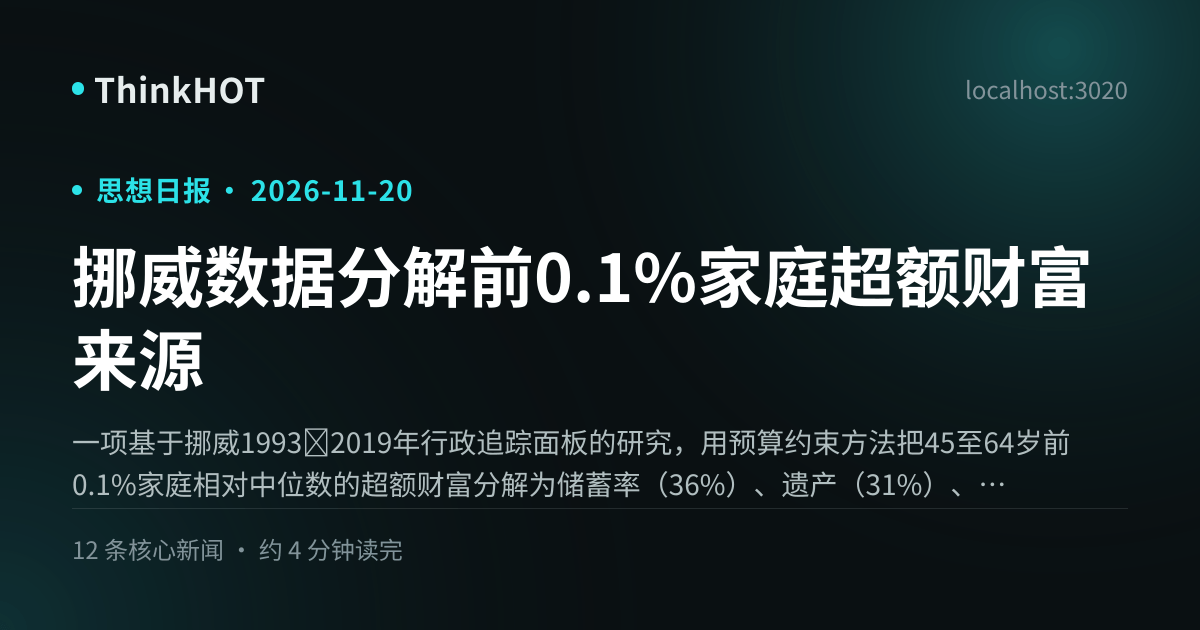 ThinkHOT
localhost:3020
思想日报 · 2026-11-20
挪威数据分解前0.1%家庭超额财富
来源
一项基于挪威1993☒2019年行政追踪面板的研究，用预算约束方法把45至64岁前
0.1%家庭相对中位数的超额财富分解为储蓄率（36%）、遗产（31%）、…
12 条核心新闻 · 约 4 分钟读完